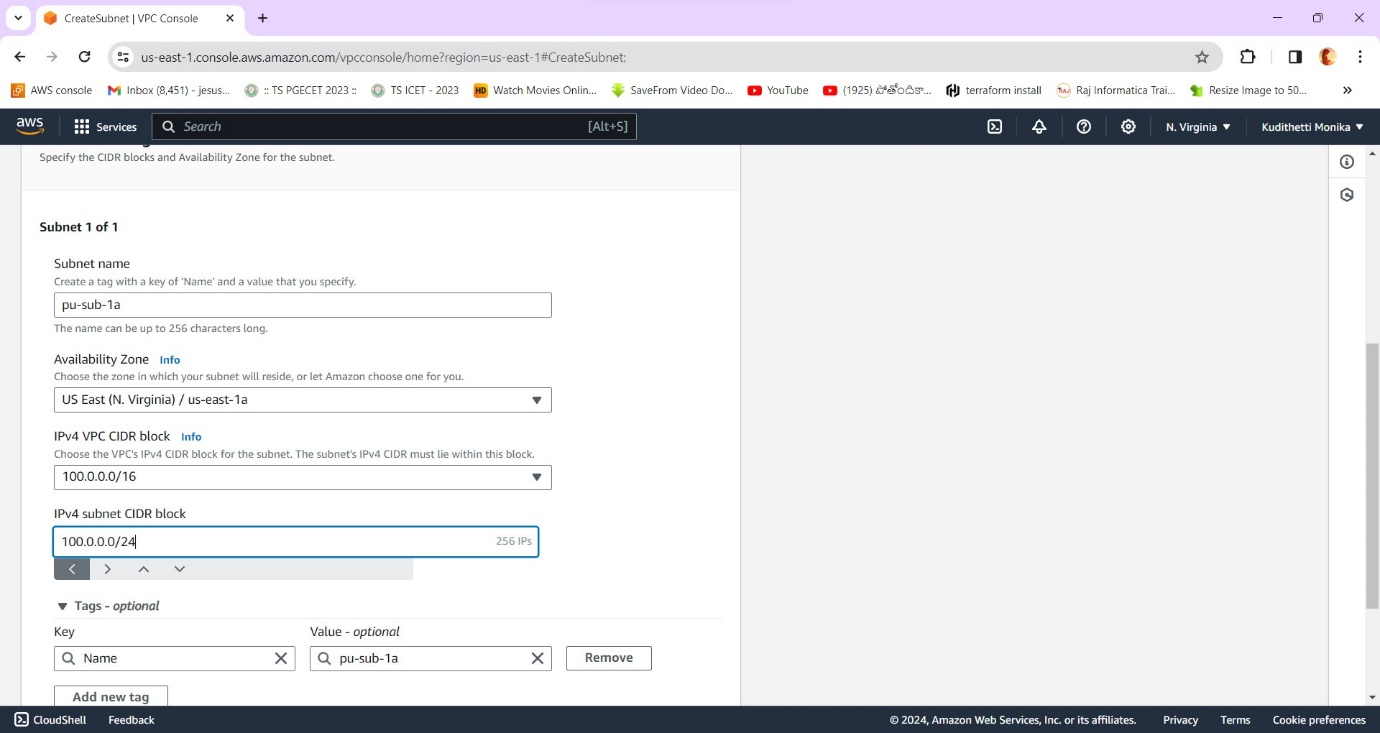 CreateSubnet | VPC Console
us-east-1.console.aws.amazon.com/vpcconsole/home?region=us-east-1#CreateSubnet:
AWS console
Inbox (8,451) - jesus...
:: TS PGECET 2023 ::
TS ICET - 2023
HD
Watch Movies Onlin...
SaveFrom Video Do...
YouTube
terraform install
Raj Informatica Trai...
Resize Image to 50...
aws
Services
Search
[Alt+S]
N. Virginia
Kudithetti Monika
Specify the CIDR blocks and Availability Zone for the subnet.
Subnet 1 of 1
Subnet name
Create a tag with a key of 'Name' and a value that you specify.
pu-sub-1a
The name can be up to 256 characters long.
Availability Zone Info
Choose the zone in which your subnet will reside, or let Amazon choose one for you.
US East (N. Virginia) / us-east-1a
IPv4 VPC CIDR block Info
Choose the VPC's IPv4 CIDR block for the subnet. The subnet's IPv4 CIDR must lie within this block.
100.0.0.0/16
IPv4 subnet CIDR block
100.0.0.0/24 256 IPs
Tags - optional
Key Value - optional
Name pu-sub-1a Remove
Add new tag
CloudShell Feedback © 2024, Amazon Web Services, Inc. or its affiliates. Privacy Terms Cookie preferences